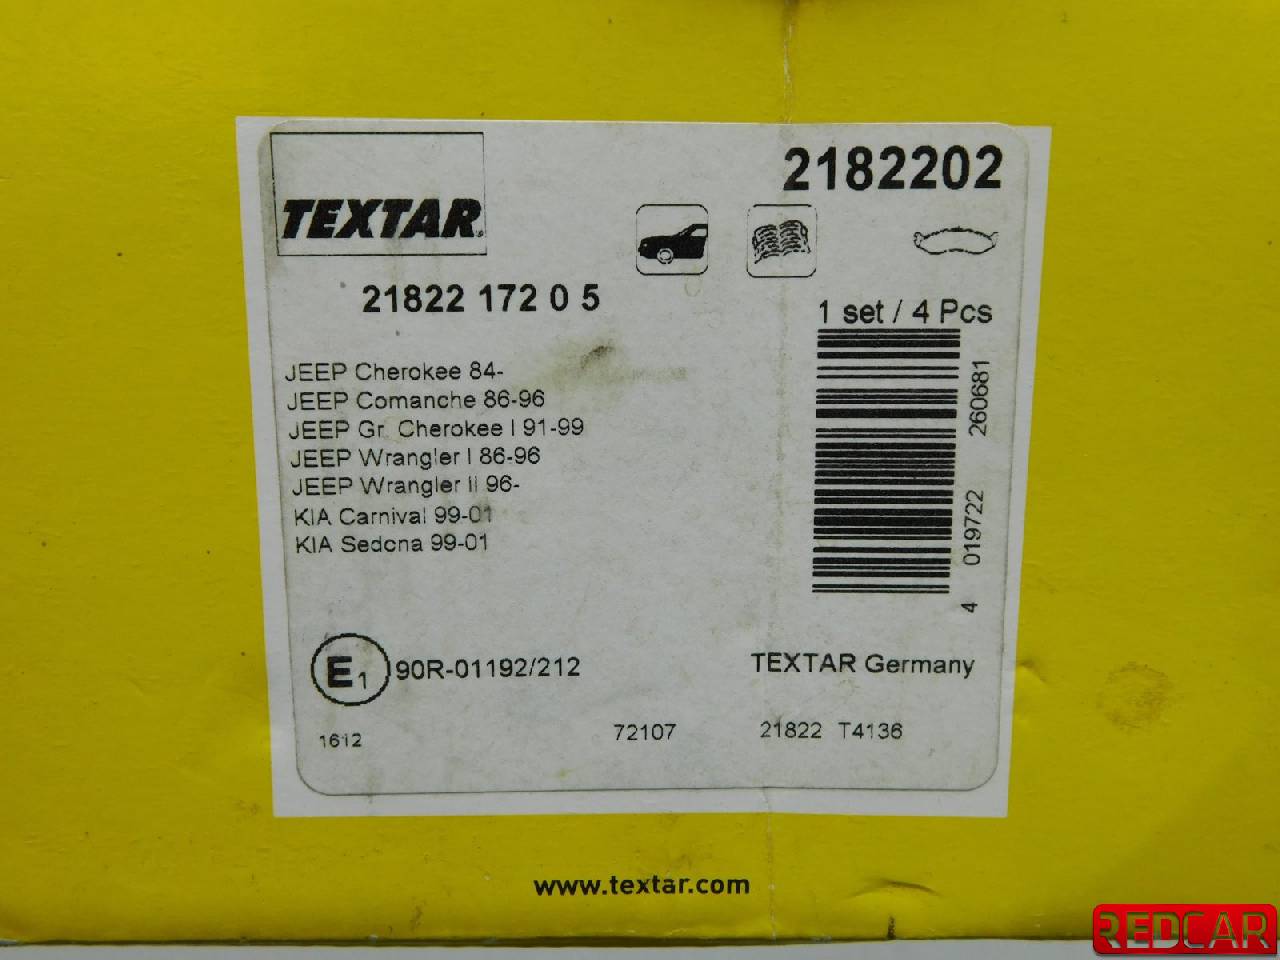 TEXTAR
2182202
21822 172 0 5
1 set / 4 Pcs
JEEP Cherokee 84-
JEEP Comanche 86-96
JEEP Gr. Cherokee I 91-99
JEEP Wrangler I 86-96
JEEP Wrangler II 96-
KIA Carnival 99-01
KIA Sedona 99-01
4 019722 260681
E1 90R-01192/212
TEXTAR Germany
1612
72107
21822 T4136
www.textar.com
REDCAR